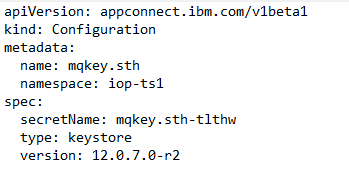 apiVersion: appconnect.ibm.com/v1beta1
kind: Configuration
metadata:
  name: mqkey.sth
  namespace: iop-ts1
spec:
  secretName: mqkey.sth-tlthw
  type: keystore
  version: 12.0.7.0-r2